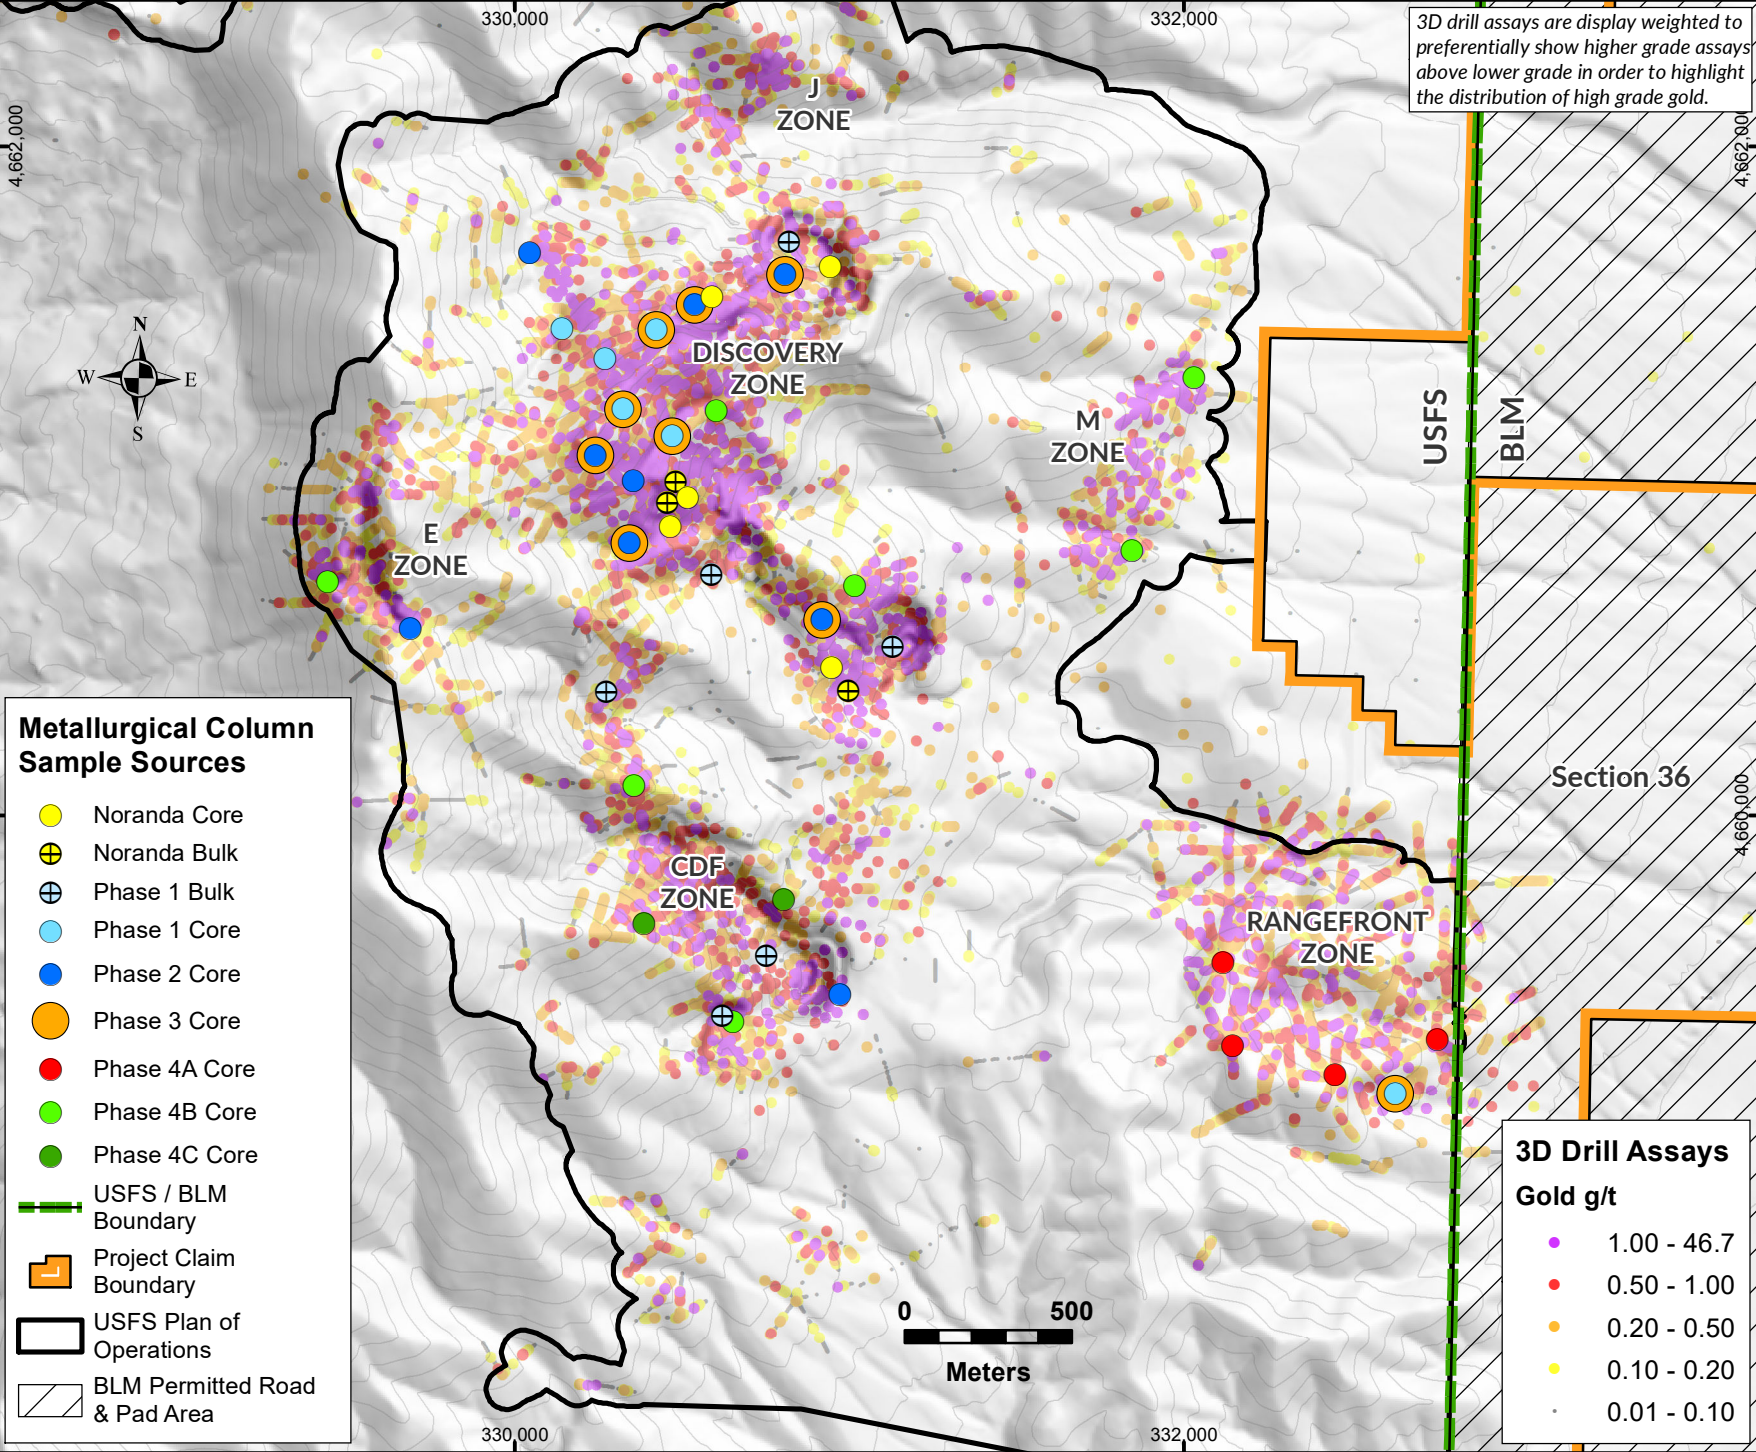 330,000
332,000
3D drill assays are display weighted to
preferentially show higher grade assays
above lower grade in order to highlight
the distribution of high grade gold.
4,662,000
4,662,000
J
ZONE
N
W
E
S
DISCOVERY
ZONE
M
ZONE
USFS
BLM
E
ZONE
Section 36
4,660,000
CDF
ZONE
RANGEFRONT
ZONE
Metallurgical Column
Sample Sources
Noranda Core
Noranda Bulk
Phase 1 Bulk
Phase 1 Core
Phase 2 Core
Phase 3 Core
Phase 4A Core
Phase 4B Core
Phase 4C Core
USFS / BLM
Boundary
Project Claim
Boundary
USFS Plan of
Operations
BLM Permitted Road
& Pad Area
0 500
Meters
3D Drill Assays
Gold g/t
1.00 - 46.7
0.50 - 1.00
0.20 - 0.50
0.10 - 0.20
0.01 - 0.10
330,000
332,000